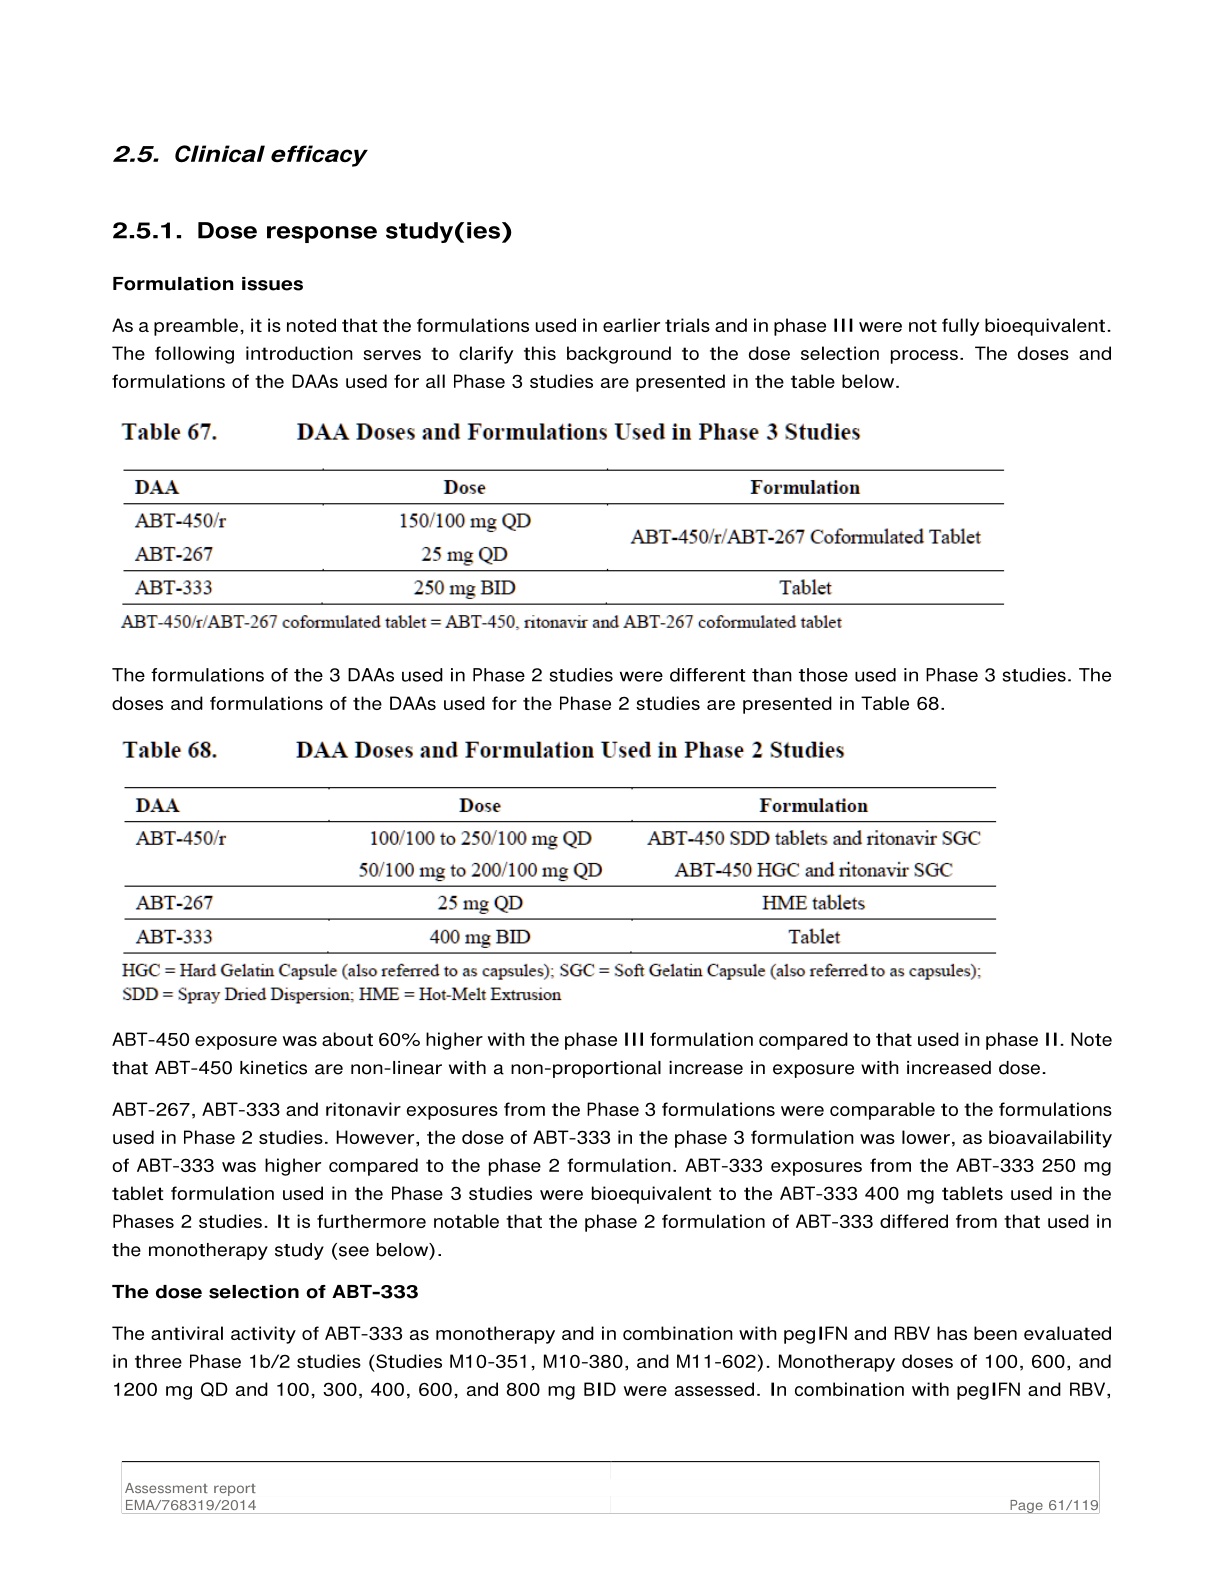 2.5. Clinical efficacy
2.5.1. Dose response study(ies)
Formulation issues
As a preamble, it is noted that the formulations used in earlier trials and in phase III were not fully bioequivalent.
The following introduction serves to clarify this background to the dose selection process. The doses and
formulations of the DAAs used for all Phase 3 studies are presented in the table below.
Table 67. DAA Doses and Formulations Used in Phase 3 Studies
DAA Dose Formulation
ABT-450/r 150/100 mg QD
ABT-450/r/ABT-267 Coformulated Tablet
ABT-267 25 mg QD
ABT-333 250 mg BID Tablet
ABT-450/r/ABT-267 coformulated tablet = ABT-450, ritonavir and ABT-267 coformulated tablet
The formulations of the 3 DAAs used in Phase 2 studies were different than those used in Phase 3 studies. The
doses and formulations of the DAAs used for the Phase 2 studies are presented in Table 68.
Table 68. DAA Doses and Formulation Used in Phase 2 Studies
DAA Dose Formulation
ABT-450/r 100/100 to 250/100 mg QD ABT-450 SDD tablets and ritonavir SGC
50/100 mg to 200/100 mg QD ABT-450 HGC and ritonavir SGC
ABT-267 25 mg QD HME tablets
ABT-333 400 mg BID Tablet
HGC = Hard Gelatin Capsule (also referred to as capsules); SGC = Soft Gelatin Capsule (also referred to as capsules);
SDD = Spray Dried Dispersion; HME = Hot-Melt Extrusion
ABT-450 exposure was about 60% higher with the phase III formulation compared to that used in phase II. Note
that ABT-450 kinetics are non-linear with a non-proportional increase in exposure with increased dose.
ABT-267, ABT-333 and ritonavir exposures from the Phase 3 formulations were comparable to the formulations
used in Phase 2 studies. However, the dose of ABT-333 in the phase 3 formulation was lower, as bioavailability
of ABT-333 was higher compared to the phase 2 formulation. ABT-333 exposures from the ABT-333 250 mg
tablet formulation used in the Phase 3 studies were bioequivalent to the ABT-333 400 mg tablets used in the
Phases 2 studies. It is furthermore notable that the phase 2 formulation of ABT-333 differed from that used in
the monotherapy study (see below).
The dose selection of ABT-333
The antiviral activity of ABT-333 as monotherapy and in combination with pegIFN and RBV has been evaluated
in three Phase 1b/2 studies (Studies M10-351, M10-380, and M11-602). Monotherapy doses of 100, 600, and
1200 mg QD and 100, 300, 400, 600, and 800 mg BID were assessed. In combination with pegIFN and RBV,
Assessment report
EMA/768319/2014 Page 61/119